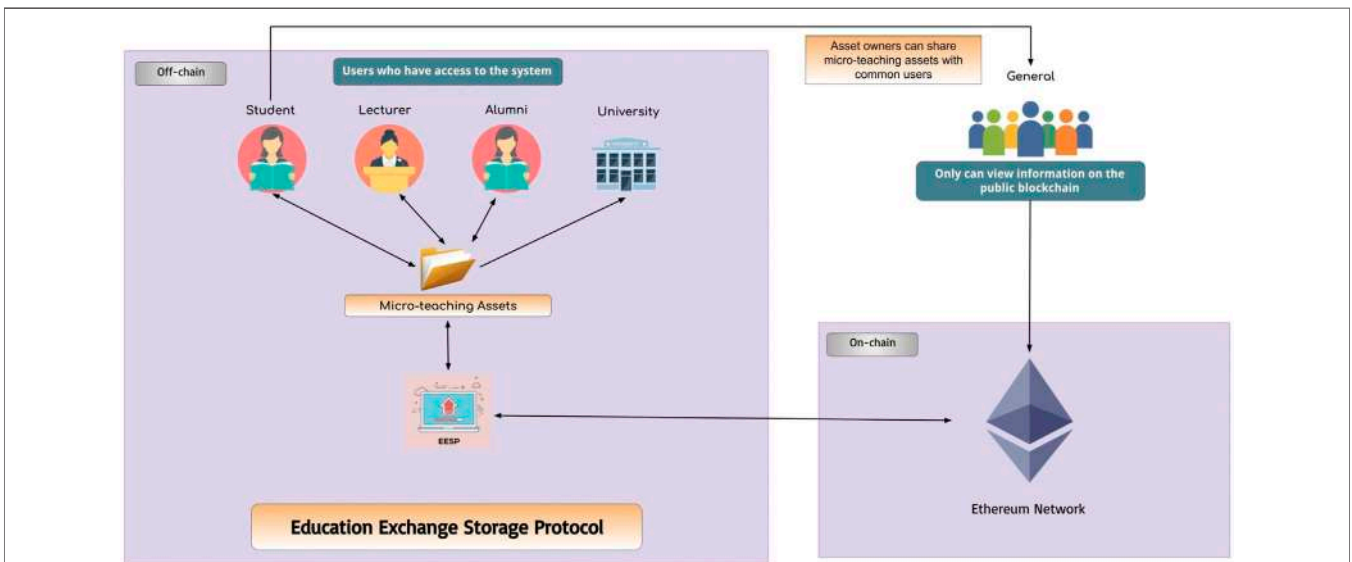 Off-chain
Users who have access to the system
Asset owners can share
micro-teaching assets with
common users
Student
Lecturer
Alumni
University
General
Only can view information on the
public blockchain
Micro-teaching Assets
On-chain
EESP
Ethereum Network
Education Exchange Storage Protocol